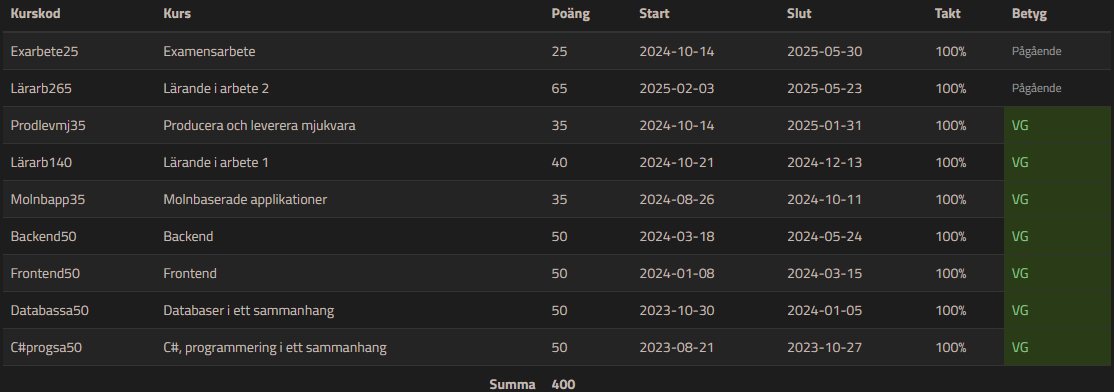 Kurskod Kurs Poäng Start Slut Takt Betyg
Exarbete25 Examensarbete 25 2024-10-14 2025-05-30 100% Pågående
Lärarb265 Lärande i arbete 2 65 2025-02-03 2025-05-23 100% Pågående
Prodlevmj35 Producera och leverera mjukvara 35 2024-10-14 2025-01-31 100% VG
Lärarb140 Lärande i arbete 1 40 2024-10-21 2024-12-13 100% VG
Molnbapp35 Molnbaserade applikationer 35 2024-08-26 2024-10-11 100% VG
Backend50 Backend 50 2024-03-18 2024-05-24 100% VG
Frontend50 Frontend 50 2024-01-08 2024-03-15 100% VG
Databassa50 Databaser i ett sammanhang 50 2023-10-30 2024-01-05 100% VG
C#progsa50 C#, programmering i ett sammanhang 50 2023-08-21 2023-10-27 100% VG
Summa 400